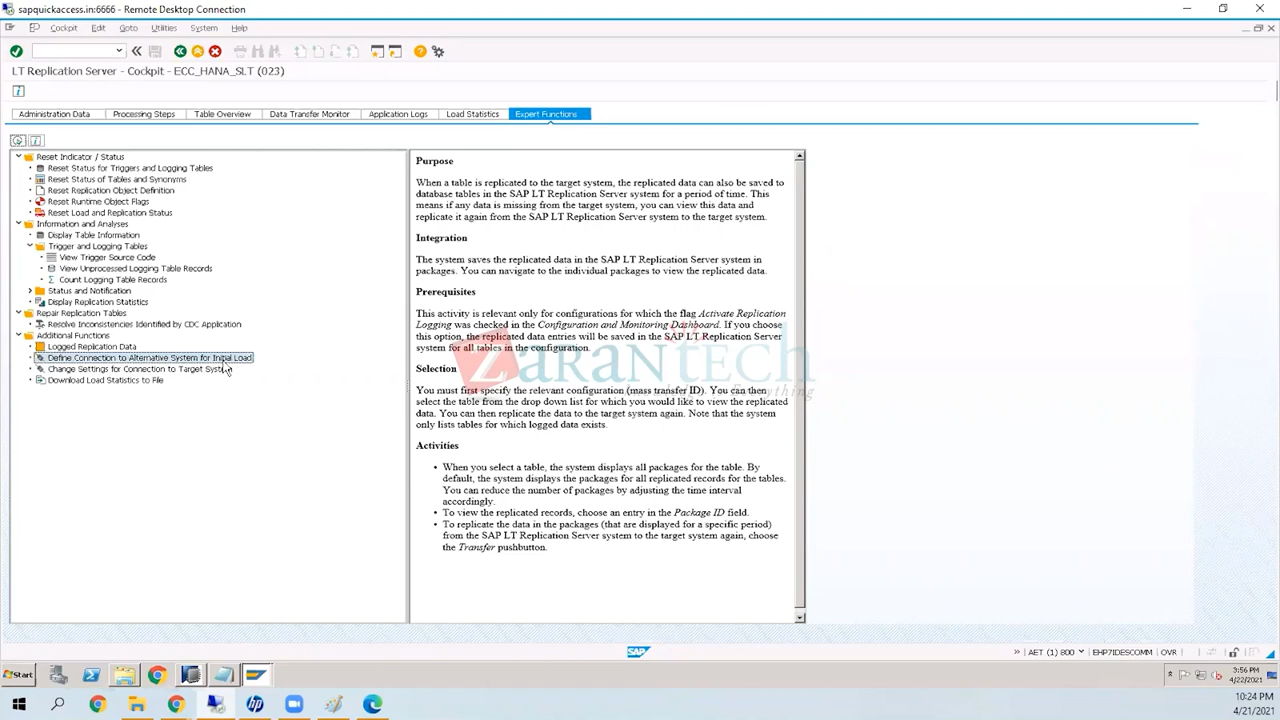 sapquickaccess.in:6666 - Remote Desktop Connection
Cockpit Edit Goto Utilities System Help
LT Replication Server - Cockpit - ECC_HANA_SLT (023)
Administration Data Processing Steps Table Overview Data Transfer Monitor Application Logs Load Statistics Expert Functions
Reset Indicator / Status
Reset Status for Triggers and Logging Tables
Reset Status of Tables and Synonyms
Reset Replication Object Definition
Reset Runtime Object Flags
Reset Load and Replication Status
Information and Analyses
Display Table Information
Trigger and Logging Tables
View Trigger Source Code
View Unprocessed Logging Table Records
Count Logging Table Records
Status and Notification
Display Replication Statistics
Repair Replication Tables
Resolve Inconsistencies Identified by CDC Application
Additional Functions
Logged Replication Data
Define Connection to Alternative System for Initial Load
Change Settings for Connection to Target System
Download Load Statistics to File
Purpose
When a table is replicated to the target system, the replicated data can also be saved to
database tables in the SAP LT Replication Server system for a period of time. This
means if any data is missing from the target system, you can view this data and
replicate it again from the SAP LT Replication Server system to the target system.
Integration
The system saves the replicated data in the SAP LT Replication Server system in
packages. You can navigate to the individual packages to view the replicated data.
Prerequisites
This activity is relevant only for configurations for which the flag Activate Replication
Logging was checked in the Configuration and Monitoring Dashboard. If you choose
this option, the replicated data entries will be saved in the SAP LT Replication Server
system for all tables in the configuration.
Selection
You must first specify the relevant configuration (mass transfer ID). You can then
select the table from the drop down list for which you would like to view the replicated
data. You can then replicate the data to the target system again. Note that the system
only lists tables for which logged data exists.
Activities
• When you select a table, the system displays all packages for the table. By
default, the system displays the packages for all replicated records for the tables.
You can reduce the number of packages by adjusting the time interval
accordingly.
• To view the replicated records, choose an entry in the Package ID field.
• To replicate the data in the packages (that are displayed for a specific period)
from the SAP LT Replication Server system to the target system again, choose
the Transfer pushbutton.
ZaranTech
SAP
AET (1) 800 EHP7IDESCOMM OVR
Start
9:56 PM
4/22/2021
10:24 PM
4/21/2021